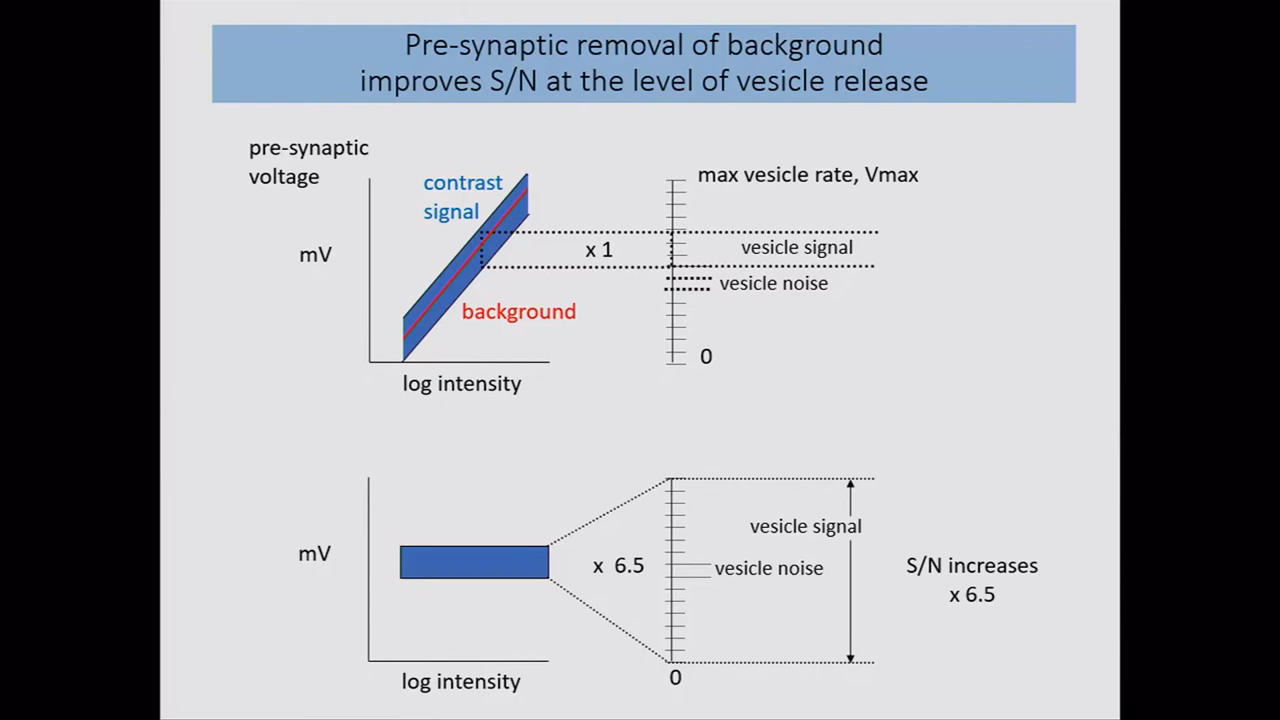 Pre-synaptic removal of background
improves S/N at the level of vesicle release
pre-synaptic
voltage
contrast
signal
max vesicle rate, Vmax
mV
x 1
vesicle signal
vesicle noise
background
0
log intensity
vesicle signal
mV
x 6.5
vesicle noise
S/N increases
x 6.5
0
log intensity